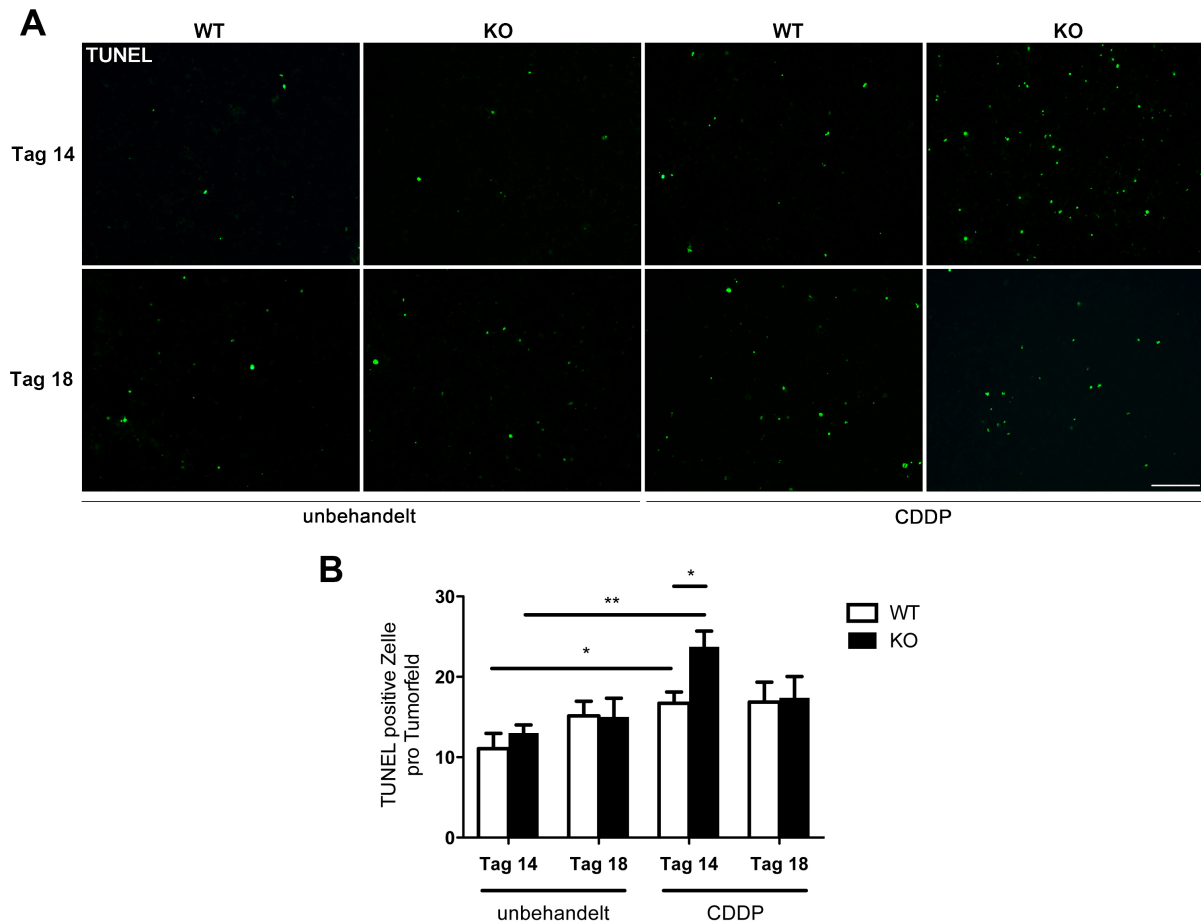 A
WT KO WT KO
TUNEL
Tag 14
Tag 18
unbehandelt CDDP
B
TUNEL positive Zelle
pro Tumorfeld
30
20
10
0
*
**
*
WT
KO
Tag 14 Tag 18 Tag 14 Tag 18
unbehandelt CDDP